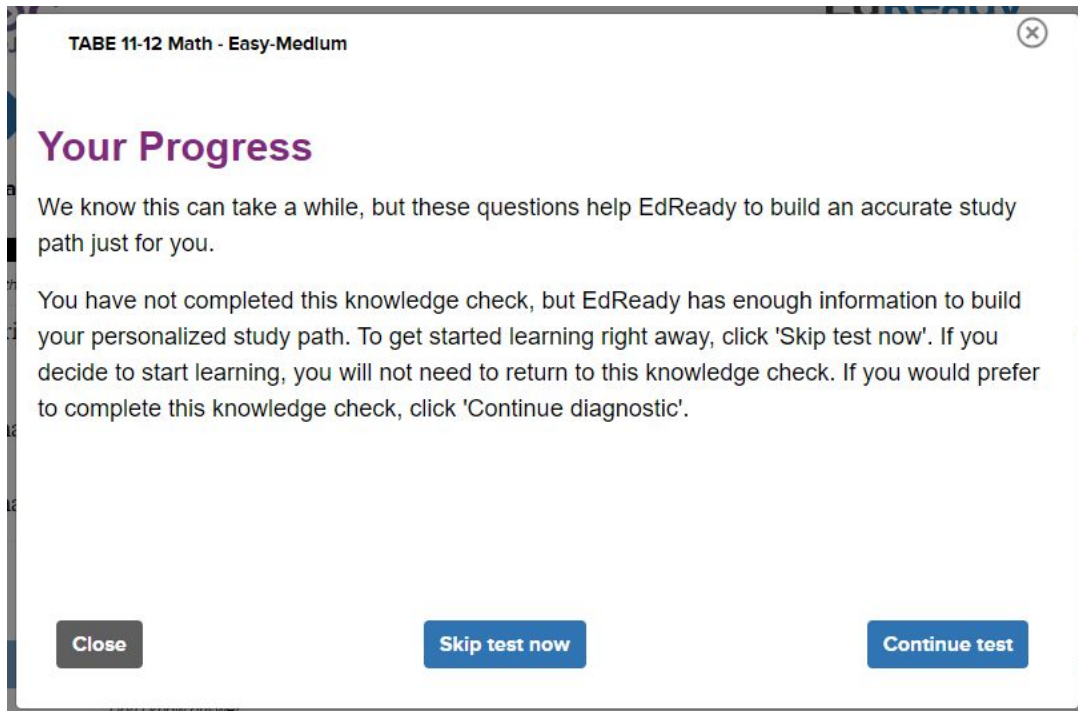 EdReady
TABE 11-12 Math - Easy-Medium
Your Progress
We know this can take a while, but these questions help EdReady to build an accurate study
path just for you.
You have not completed this knowledge check, but EdReady has enough information to build
your personalized study path. To get started learning right away, click 'Skip test now'. If you
decide to start learning, you will not need to return to this knowledge check. If you would prefer
to complete this knowledge check, click 'Continue diagnostic'.
Close
Skip test now
Continue test